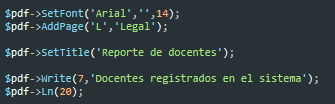 $pdf->SetFont('Arial','',14);
$pdf->AddPage('L','Legal');
$pdf->SetTitle('Reporte de docentes');
$pdf->Write(7,'Docentes registrados en el sistema');
$pdf->Ln(20);